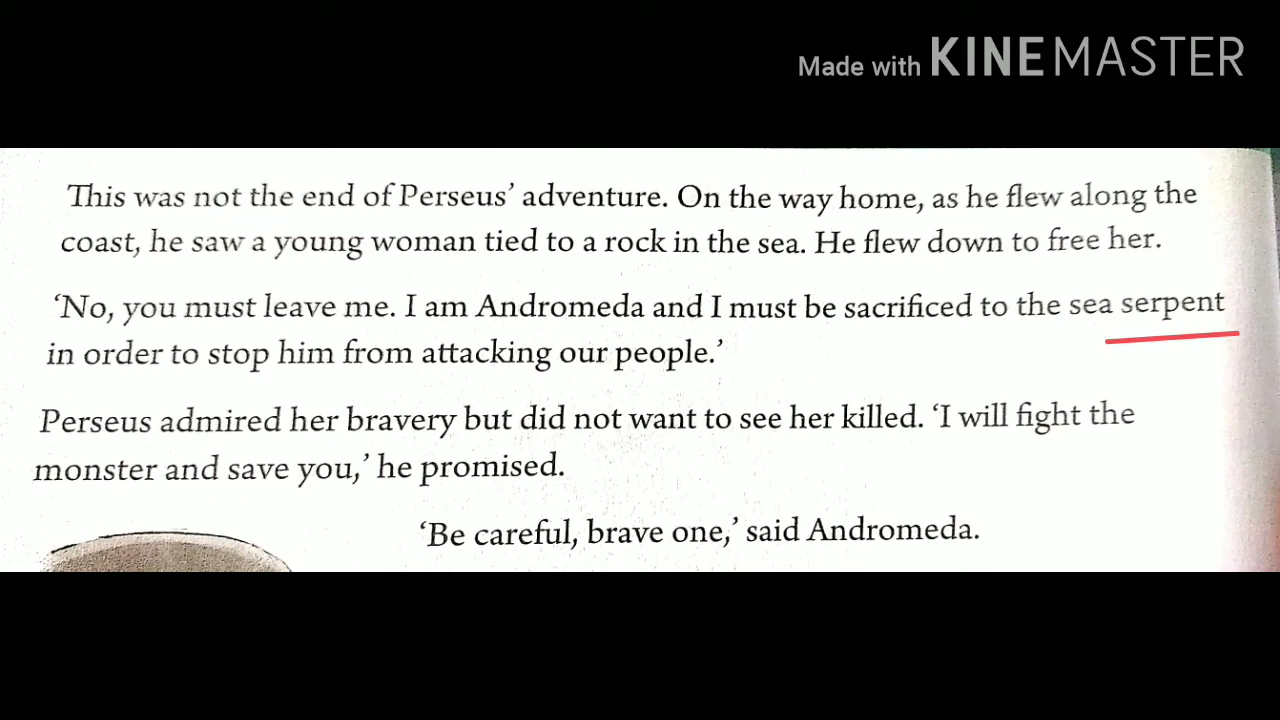 Made with KINEMASTER
This was not the end of Perseus’ adventure. On the way home, as he flew along the
coast, he saw a young woman tied to a rock in the sea. He flew down to free her.
‘No, you must leave me. I am Andromeda and I must be sacrificed to the sea serpent
in order to stop him from attacking our people.’
Perseus admired her bravery but did not want to see her killed. ‘I will fight the
monster and save you,’ he promised.
‘Be careful, brave one,’ said Andromeda.